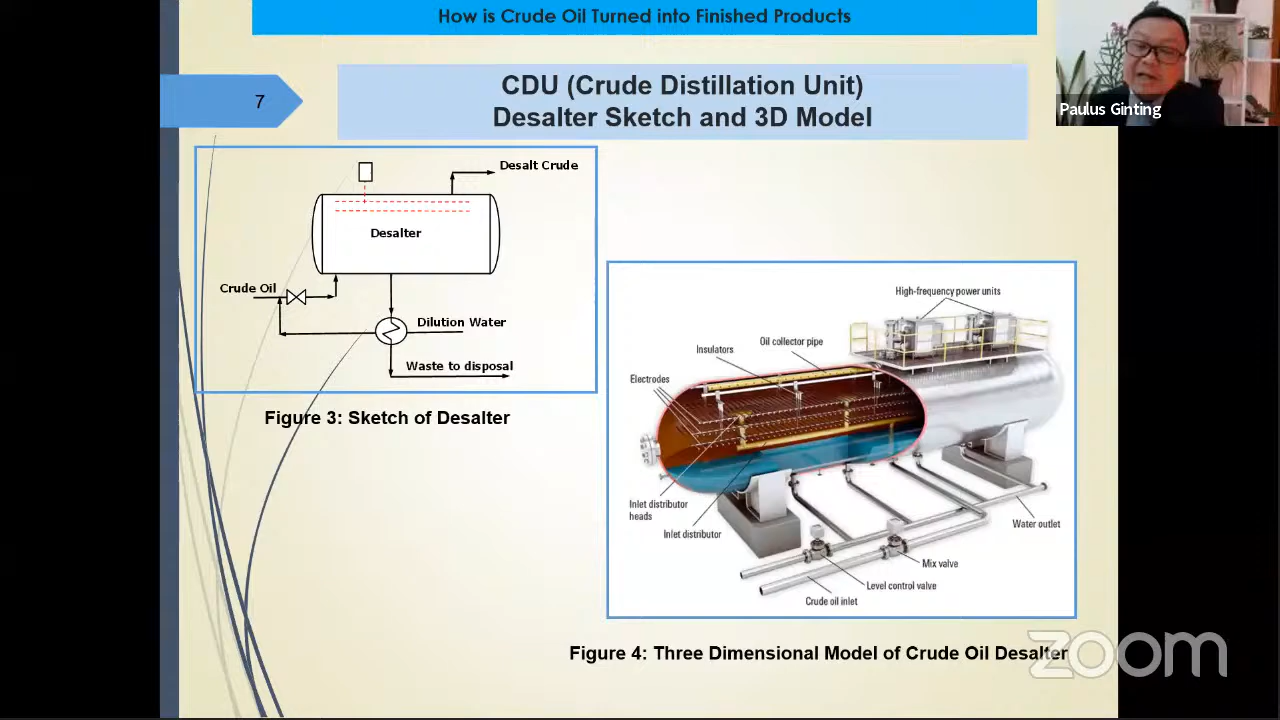 How is Crude Oil Turned into Finished Products
CDU (Crude Distillation Unit)
Desalter Sketch and 3D Model
7
Paulus Ginting
Desalt Crude
Desalter
Crude Oil
Dilution Water
Waste to disposal
Figure 3: Sketch of Desalter
High-frequency power units
Oil collector pipe
Insulators
Electrodes
Inlet distributor
heads
Inlet distributor
Water outlet
Mix valve
Level control valve
Crude oil inlet
Figure 4: Three Dimensional Model of Crude Oil Desalter
zoom